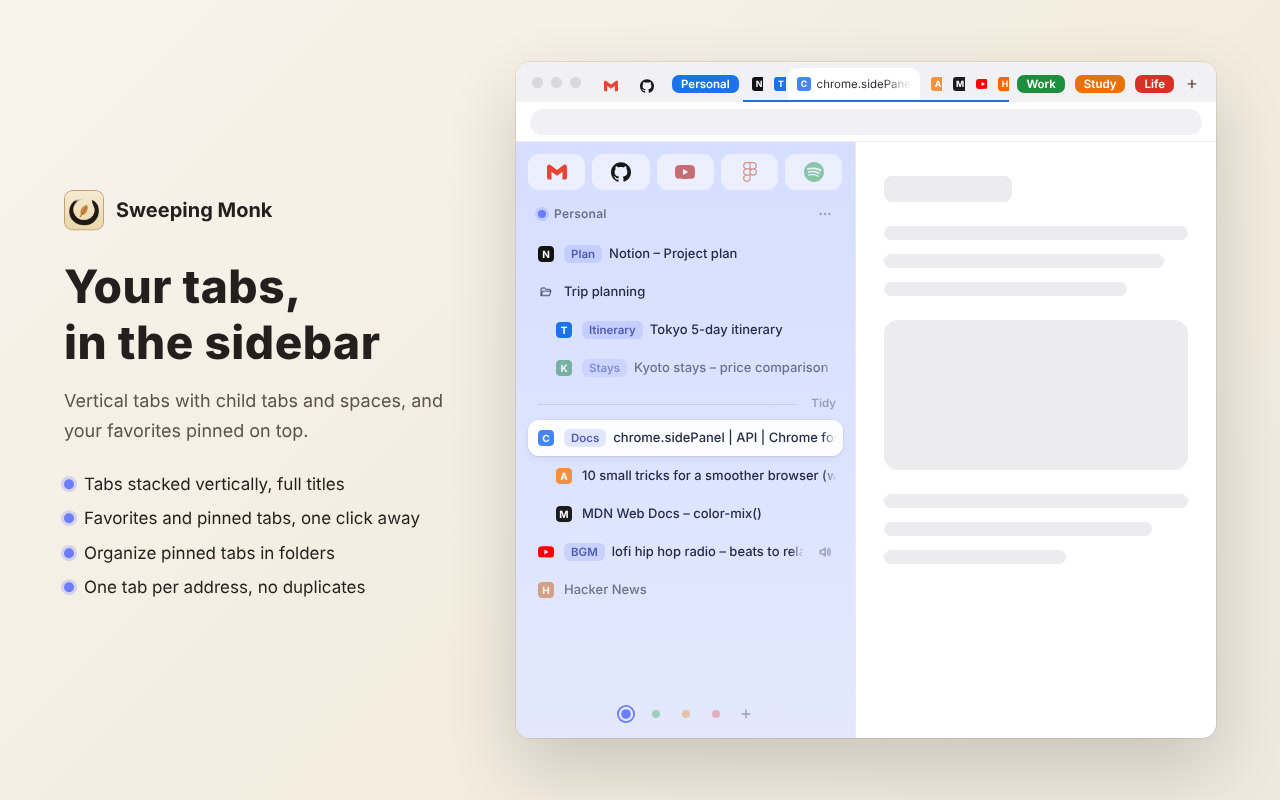 Sweeping Monk
Your tabs,
in the sidebar
Vertical tabs with child tabs and spaces, and
your favorites pinned on top.
Tabs stacked vertically, full titles
Favorites and pinned tabs, one click away
Organize pinned tabs in folders
One tab per address, no duplicates
Personal N T C chrome.sidePane A M H Work Study Life +
Personal ...
N Plan Notion – Project plan
Trip planning
T Itinerary Tokyo 5-day itinerary
K Stays Kyoto stays – price comparison
Tidy
C Docs chrome.sidePanel | API | Chrome fo
A 10 small tricks for a smoother browser (w
M MDN Web Docs – color-mix()
BGM lofi hip hop radio – beats to rela
H Hacker News
+